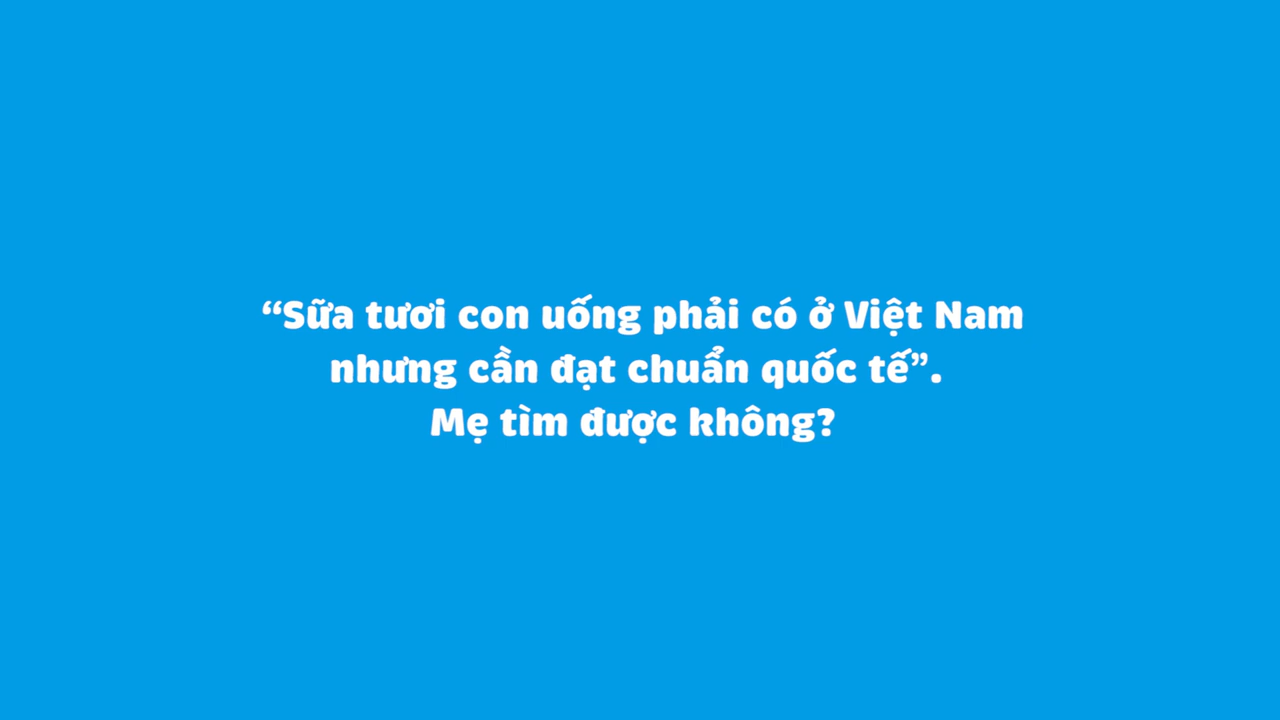 “Sữa tươi con uống phải có ở Việt Nam
nhưng cần đạt chuẩn quốc tế”.
Mẹ tìm được không?